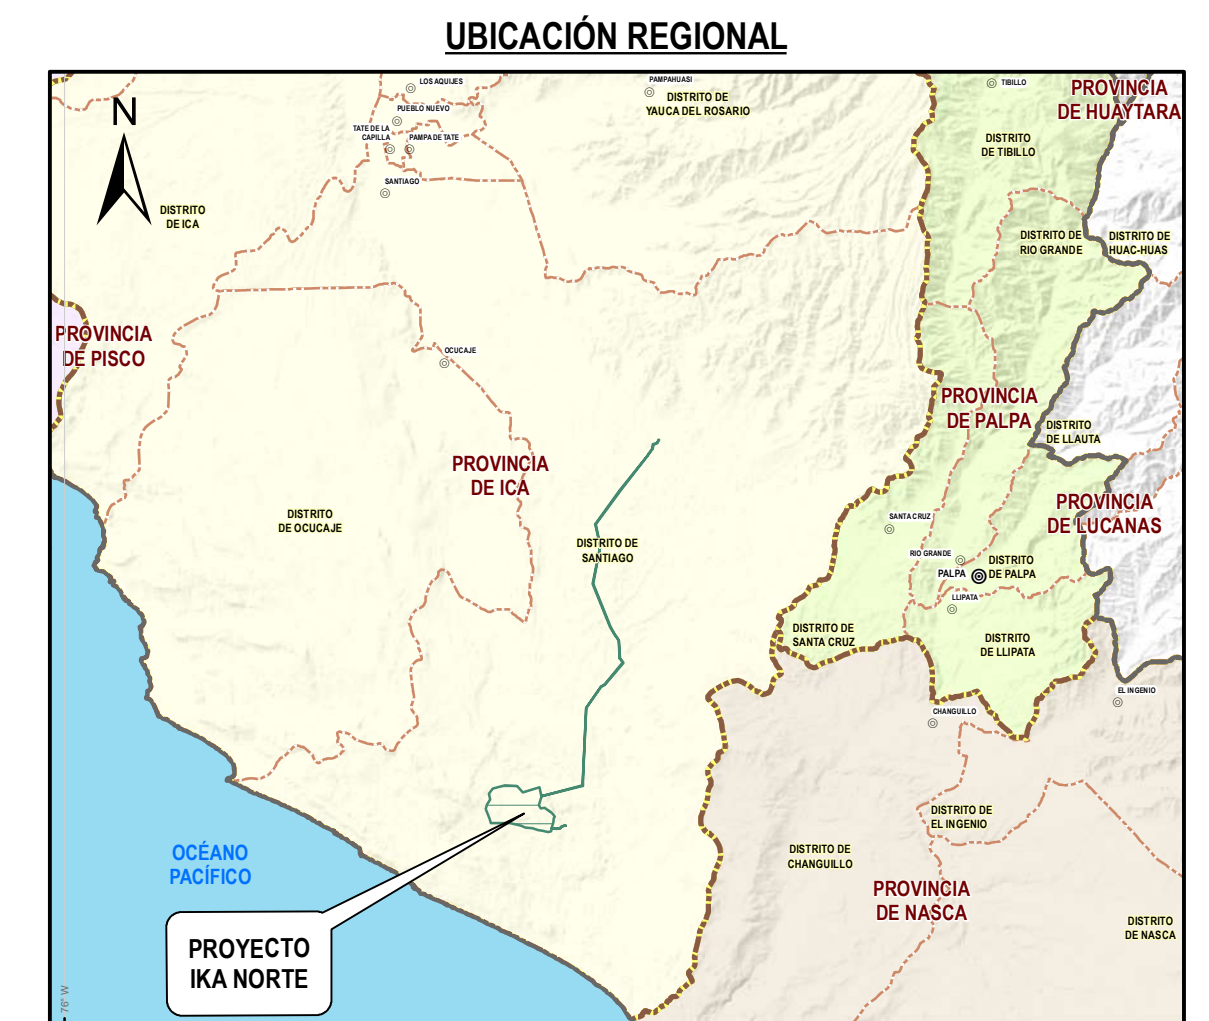 UBICACIÓN REGIONAL
LOS AQUIJES
PAMPAHUASI
TIBILLO
PROVINCIA
DE HUAYTARA
DISTRITO DE
YAUCA DEL ROSARIO
N
PUEBLO NUEVO
TATE DE LA
CAPILLA
PAMPA DE TATE
DISTRITO
DE TIBILLO
SANTIAGO
DISTRITO
DE ICA
DISTRITO DE
RIO GRANDE
DISTRITO DE
HUAC-HUAS
PROVINCIA
DE PISCO
OCUCAJE
PROVINCIA
DE PALPA
DISTRITO
DE LLAUTA
PROVINCIA
DE ICA
PROVINCIA
DE LUCANAS
DISTRITO
DE OCUCAJE
SANTA CRUZ
DISTRITO DE
SANTIAGO
RIO GRANDE
PALPA
DISTRITO
DE PALPA
LLIPATA
DISTRITO DE
SANTA CRUZ
DISTRITO
DE LLIPATA
EL INGENIO
CHANGUILLO
DISTRITO DE
EL INGENIO
OCÉANO
PACÍFICO
DISTRITO DE
CHANGUILLO
PROVINCIA
DE NASCA
DISTRITO
DE NASCA
PROYECTO
IKA NORTE
76° W